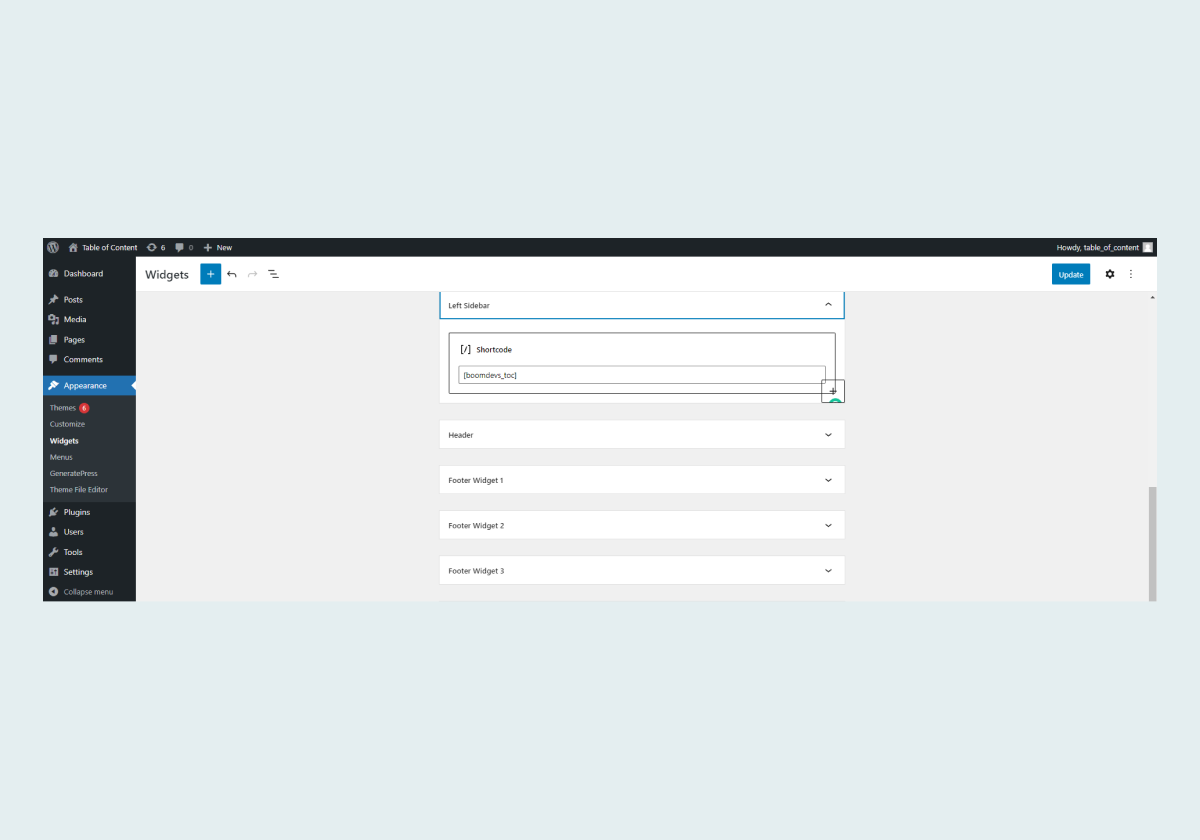 Table of Content 6 0 New Howdy, table_of_content
Dashboard
Posts
Media
Pages
Comments
Appearance
Themes 6
Customize
Widgets
Menus
GeneratePress
Theme File Editor
Plugins
Users
Tools
Settings
Collapse menu
Widgets
Update
Left Sidebar
[/] Shortcode
[boomdevs_toc]
Header
Footer Widget 1
Footer Widget 2
Footer Widget 3